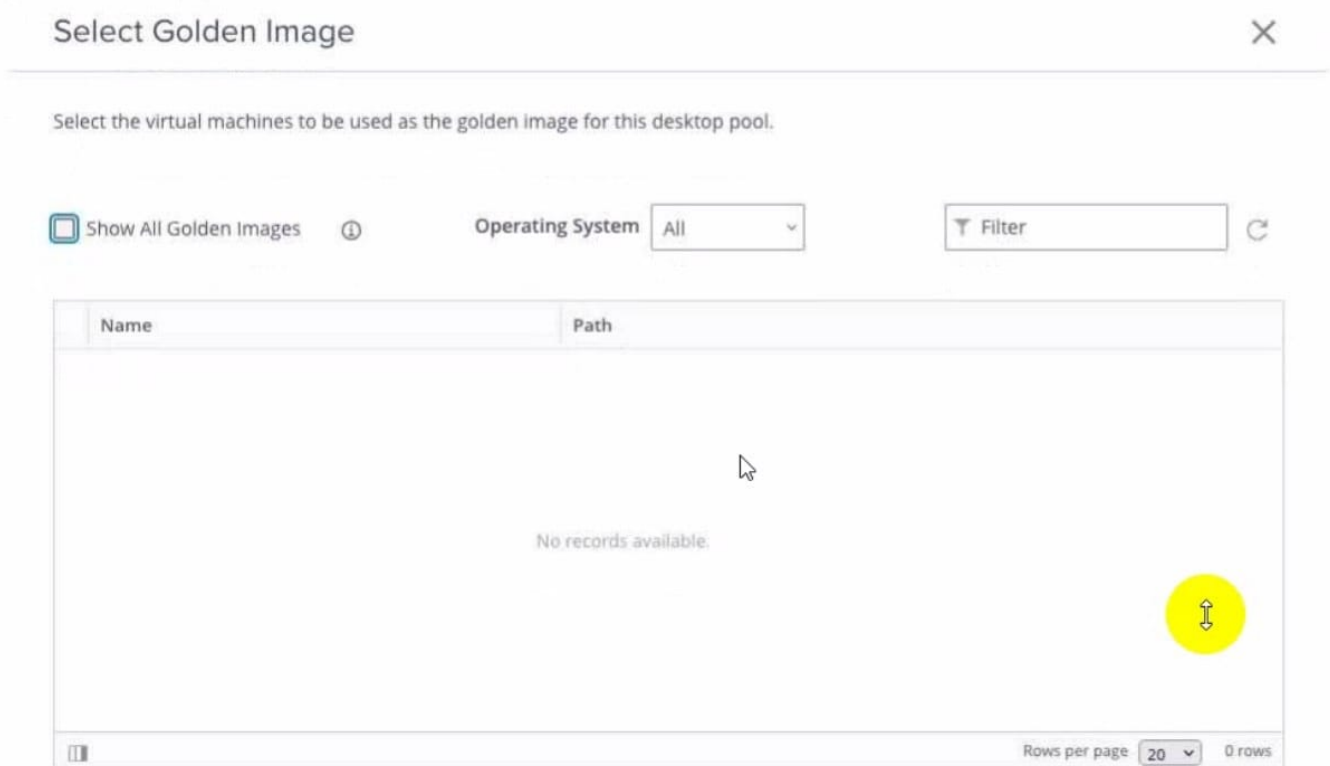 Select Golden Image
Select the virtual machines to be used as the golden image for this desktop pool.
Show All Golden Images Operating System All Filter
Name Path
No records available.
Rows per page 20 0 rows